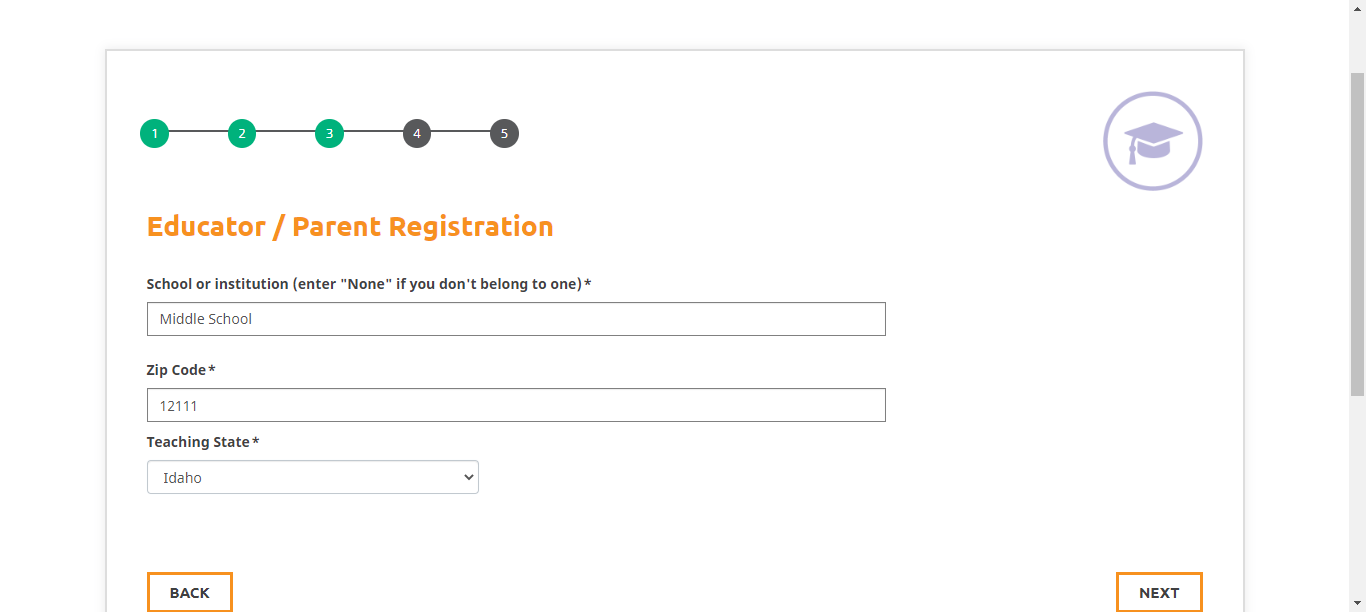 1 2 3 4 5
Educator / Parent Registration
School or institution (enter "None" if you don't belong to one)*
Middle School
Zip Code*
12111
Teaching State*
Idaho
BACK NEXT